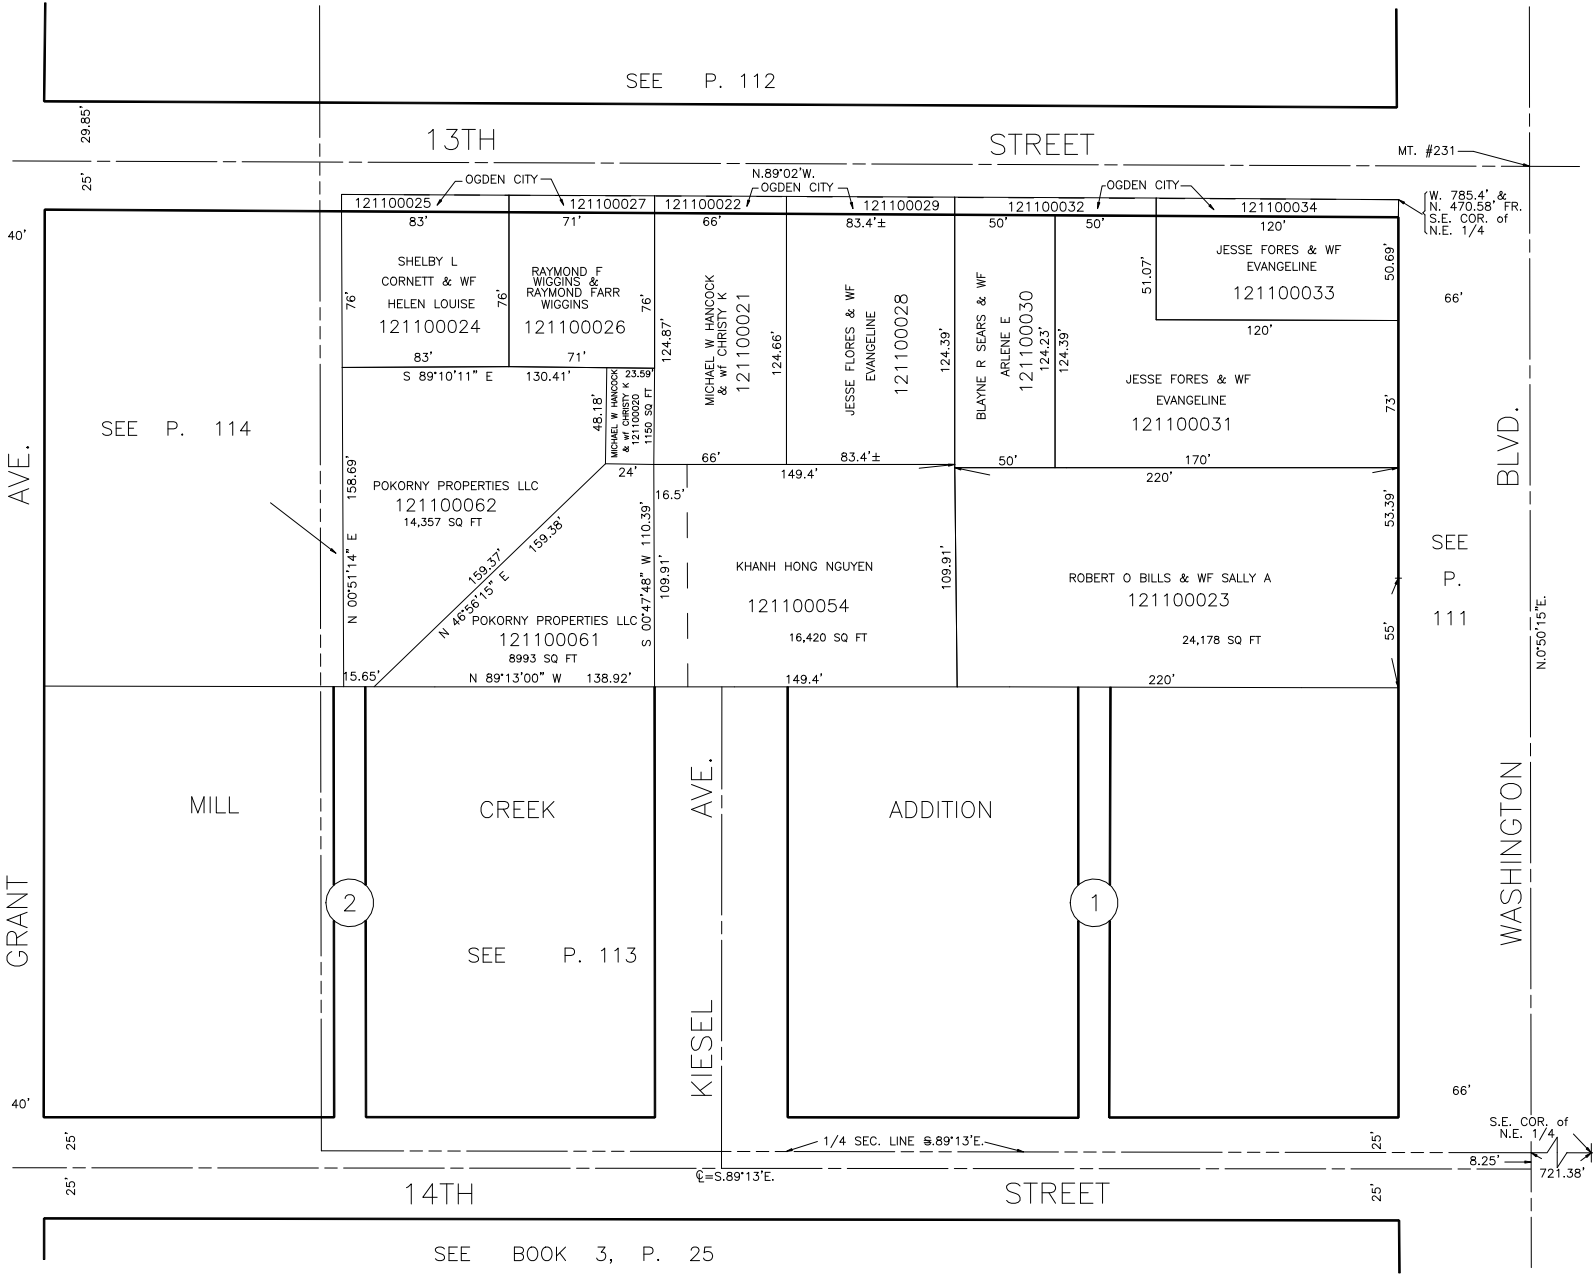 SEE P. 112
29.85'
13TH STREET
MT. #231
25'
N.89°02'W.
OGDEN CITY
OGDEN CITY
OGDEN CITY
W. 785.4' &
N. 470.58' FR.
S.E. COR. of
N.E. 1/4
121100025
121100027
121100022
121100029
121100032
121100034
40'
83'
71'
66'
83.4'±
50'
50'
120'
SHELBY L
CORNETT & WF
HELEN LOUISE
121100024
76'
76'
83'
RAYMOND F
WIGGINS &
RAYMOND FARR
WIGGINS
121100026
76'
71'
MICHAEL W HANCOCK
& wf CHRISTY K
121100021
124.87'
124.66'
66'
JESSE FLORES & WF
EVANGELINE
121100028
124.39'
83.4'±
BLAYNE R SEARS & WF
ARLENE E
121100030
124.23'
124.39'
50'
51.07'
JESSE FORES & WF
EVANGELINE
121100033
50.69'
120'
66'
JESSE FORES & WF
EVANGELINE
121100031
73'
170'
S 89°10'11" E 130.41'
23.59'
48.18'
MICHAEL W HANCOCK
& wf CHRISTY K
121100020
1150 SQ FT
24'
SEE P. 114
GRANT AVE.
WASHINGTON BLVD.
N 00°51'14" E 158.69'
POKORNY PROPERTIES LLC
121100062
14,357 SQ FT
159.37'
159.38'
N 46°56'15" E
S 00°47'48" W 110.39'
16.5'
109.91'
149.4'
220'
POKORNY PROPERTIES LLC
121100061
8993 SQ FT
15.65'
N 89°13'00" W 138.92'
KHANH HONG NGUYEN
121100054
16,420 SQ FT
109.91'
149.4'
ROBERT O BILLS & WF SALLY A
121100023
24,178 SQ FT
53.39'
55'
220'
SEE
P.
111
N.0°50'15"E.
MILL CREEK ADDITION
KIESEL AVE.
2
1
SEE P. 113
40'
66'
25'
1/4 SEC. LINE S.89°13'E.
25'
S.E. COR. of
N.E. 1/4
8.25'
721.38'
25'
℄=S.89°13'E.
25'
14TH STREET
SEE BOOK 3, P. 25